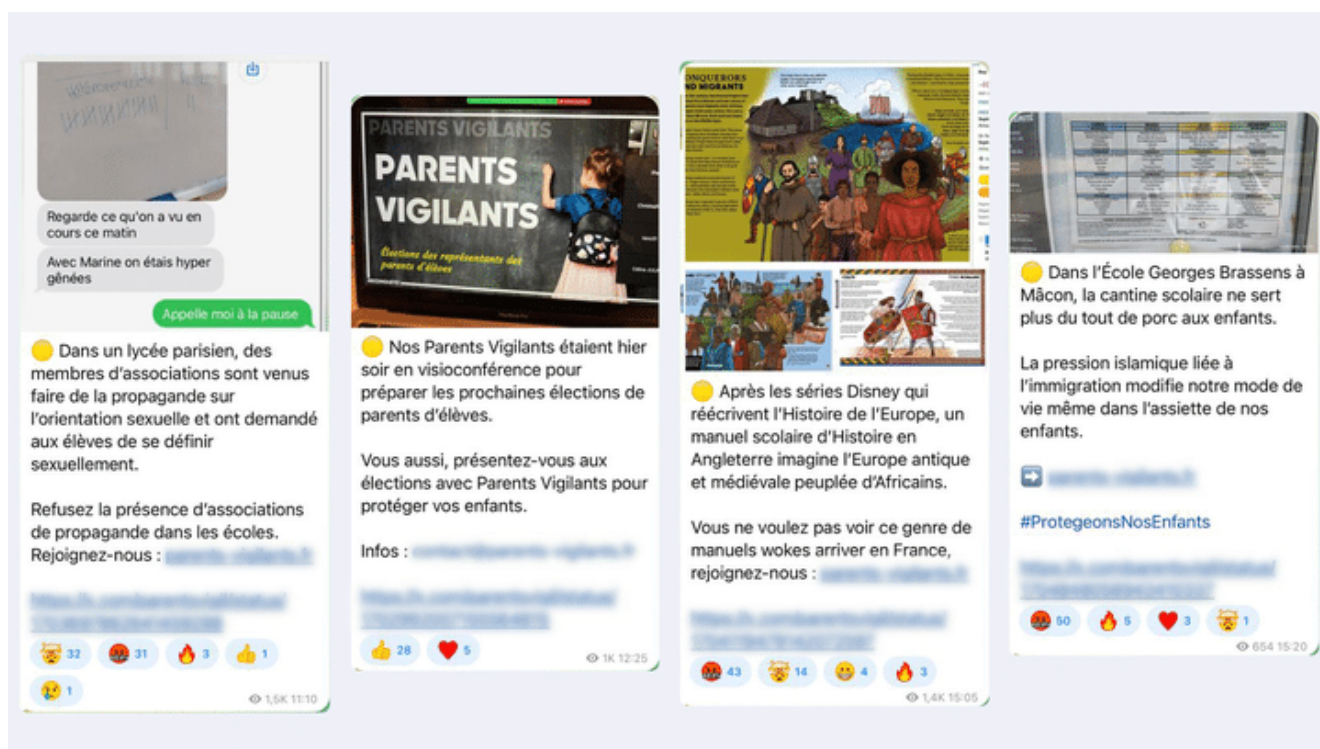 Regarde ce qu'on a vu en
cours ce matin
Avec Marine on étais hyper
gênées
Appelle moi à la pause
Dans un lycée parisien, des
membres d'associations sont venus
faire de la propagande sur
l'orientation sexuelle et ont demandé
aux élèves de se définir
sexuellement.
Refusez la présence d'associations
de propagande dans les écoles.
Rejoignez-nous :
32
31
3
1
1
1,5K 11:10
PARENTS VIGILANTS
PARENTS
VIGILANTS
Élections des représentants des
parents d'élèves
Nos Parents Vigilants étaient hier
soir en visioconférence pour
préparer les prochaines élections de
parents d'élèves.
Vous aussi, présentez-vous aux
élections avec Parents Vigilants pour
protéger vos enfants.
Infos :
28
5
1K 12:25
ONQUERORS
ND MIGRANTS
Après les séries Disney qui
réécrivent l'Histoire de l'Europe, un
manuel scolaire d'Histoire en
Angleterre imagine l'Europe antique
et médiévale peuplée d'Africains.
Vous ne voulez pas voir ce genre de
manuels wokes arriver en France,
rejoignez-nous :
43
14
4
3
1,4K 15:05
Dans l'École Georges Brassens à
Mâcon, la cantine scolaire ne sert
plus du tout de porc aux enfants.
La pression islamique liée à
l'immigration modifie notre mode de
vie même dans l'assiette de nos
enfants.
#ProtegeonsNosEnfants
50
5
3
1
654 15:20